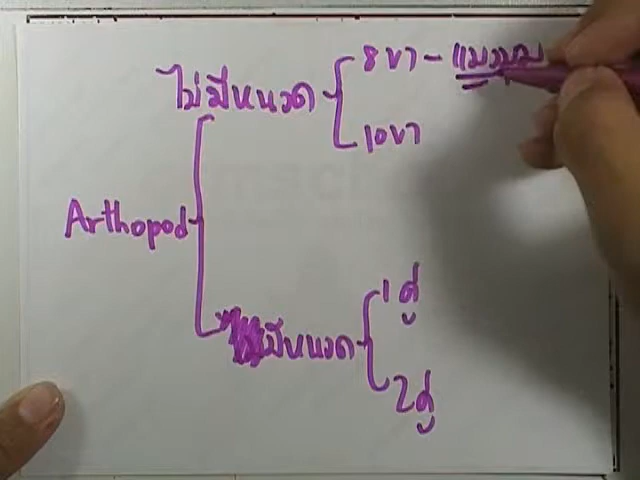 ไม่มีหนวด
8 ขา - แมงมุม
10 ขา
Arthopod
มีหนวด
1 คู่
2 คู่